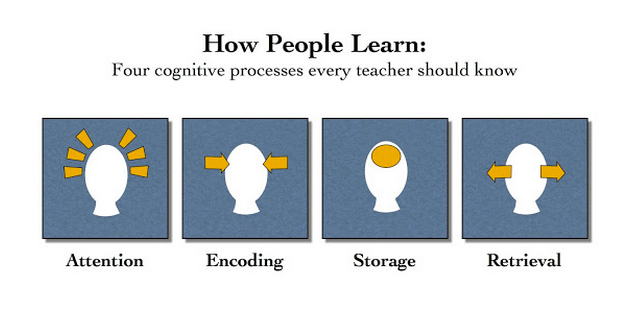 How People Learn:
Four cognitive processes every teacher should know
Attention
Encoding
Storage
Retrieval